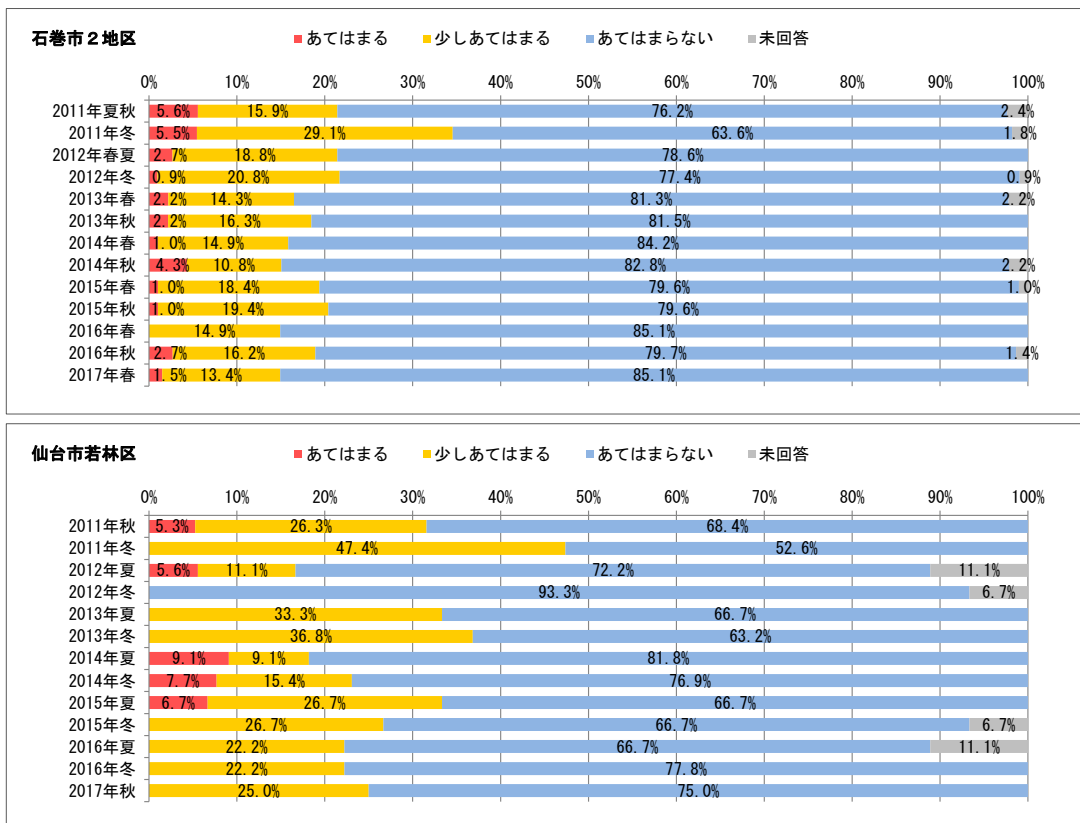 石巻市２地区
あてはまる 少しあてはまる あてはまらない 未回答
0% 10% 20% 30% 40% 50% 60% 70% 80% 90% 100%
2011年夏秋 5.6% 15.9% 76.2% 2.4%
2011年冬 5.5% 29.1% 63.6% 1.8%
2012年春夏 2.7% 18.8% 78.6%
2012年冬 0.9% 20.8% 77.4% 0.9%
2013年春 2.2% 14.3% 81.3% 2.2%
2013年秋 2.2% 16.3% 81.5%
2014年春 1.0% 14.9% 84.2%
2014年秋 4.3% 10.8% 82.8% 2.2%
2015年春 1.0% 18.4% 79.6% 1.0%
2015年秋 1.0% 19.4% 79.6%
2016年春 14.9% 85.1%
2016年秋 2.7% 16.2% 79.7% 1.4%
2017年春 1.5% 13.4% 85.1%
仙台市若林区
あてはまる 少しあてはまる あてはまらない 未回答
0% 10% 20% 30% 40% 50% 60% 70% 80% 90% 100%
2011年秋 5.3% 26.3% 68.4%
2011年冬 47.4% 52.6%
2012年夏 5.6% 11.1% 72.2% 11.1%
2012年冬 93.3% 6.7%
2013年夏 33.3% 66.7%
2013年冬 36.8% 63.2%
2014年夏 9.1% 9.1% 81.8%
2014年冬 7.7% 15.4% 76.9%
2015年夏 6.7% 26.7% 66.7%
2015年冬 26.7% 66.7% 6.7%
2016年夏 22.2% 66.7% 11.1%
2016年冬 22.2% 77.8%
2017年秋 25.0% 75.0%